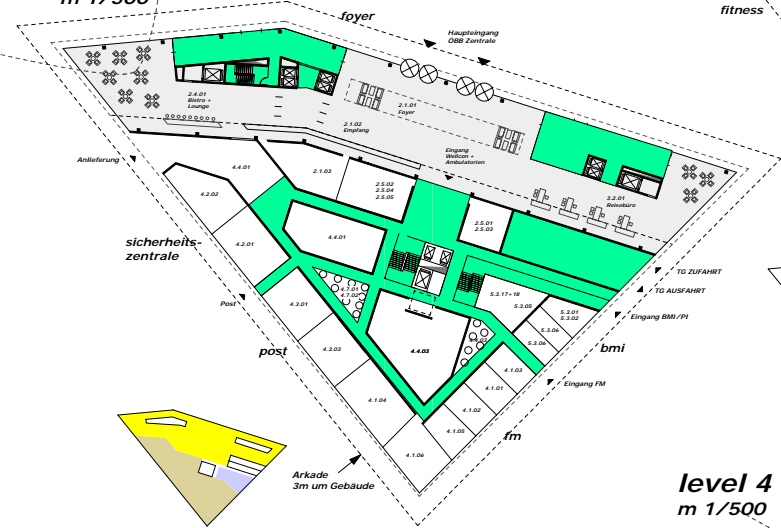 m 1/500
foyer
fitness
Haupteingang
ÖBB Zentrale
2.4.01
Bistro +
Lounge
2.1.01
Foyer
2.1.02
Empfang
Eingang
Wellcon +
Ambulatorien
Anlieferung
4.4.01
2.1.03
2.5.02
2.5.04
2.5.05
3.2.01
Reisebüro
4.2.02
2.5.01
2.5.03
4.2.01
4.4.01
sicherheits-
zentrale
TG ZUFAHRT
TG AUSFAHRT
4.7.01
4.7.02
5.3.17+18
5.3.05
Post
4.3.01
5.3.01
5.3.02
Eingang BMI/PI
5.3.06
5.3.06
post
4.3.03
4.4.03
bmi
4.1.03
4.1.01
Eingang FM
4.1.04
4.1.02
4.1.05
fm
4.1.06
Arkade
3m um Gebäude
level 4
m 1/500